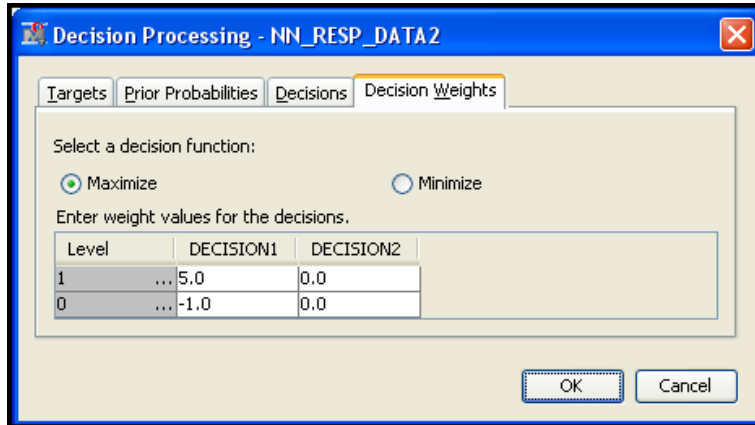 Decision Processing - NN_RESP_DATA2
Targets Prior Probabilities Decisions Decision Weights
Select a decision function:
Maximize Minimize
Enter weight values for the decisions.
Level DECISION1 DECISION2
1 ... 5.0 0.0
0 ... -1.0 0.0
OK Cancel